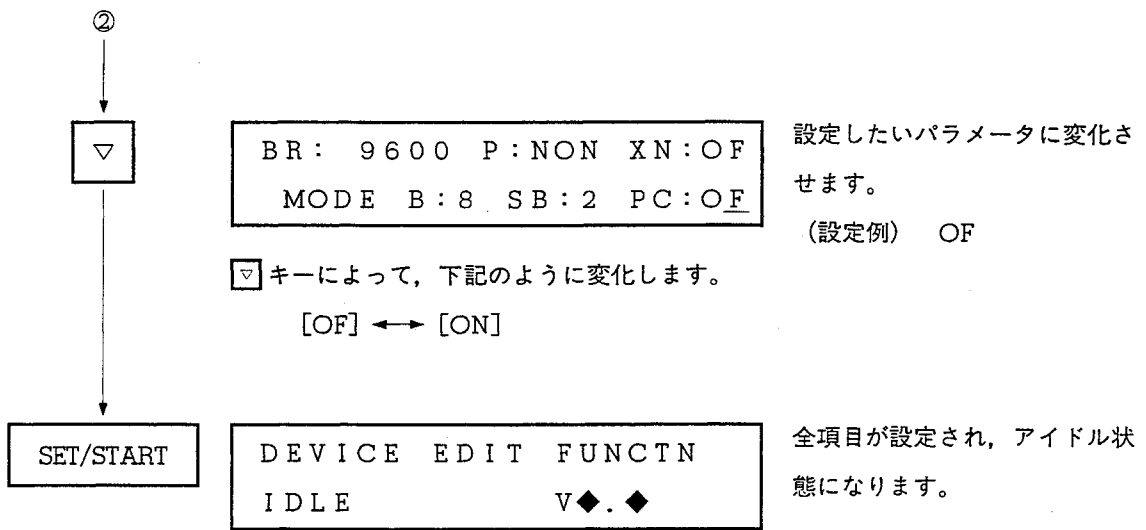 ②
▽
BR: 9600 P:NON XN:OF
MODE B:8 SB:2 PC:OF
設定したいパラメータに変化さ
せます。
(設定例) OF
▽キーによって,下記のように変化します。
[OF] ←→ [ON]
SET/START
DEVICE EDIT FUNCTN
IDLE V◆.◆
全項目が設定され,アイドル状
態になります。